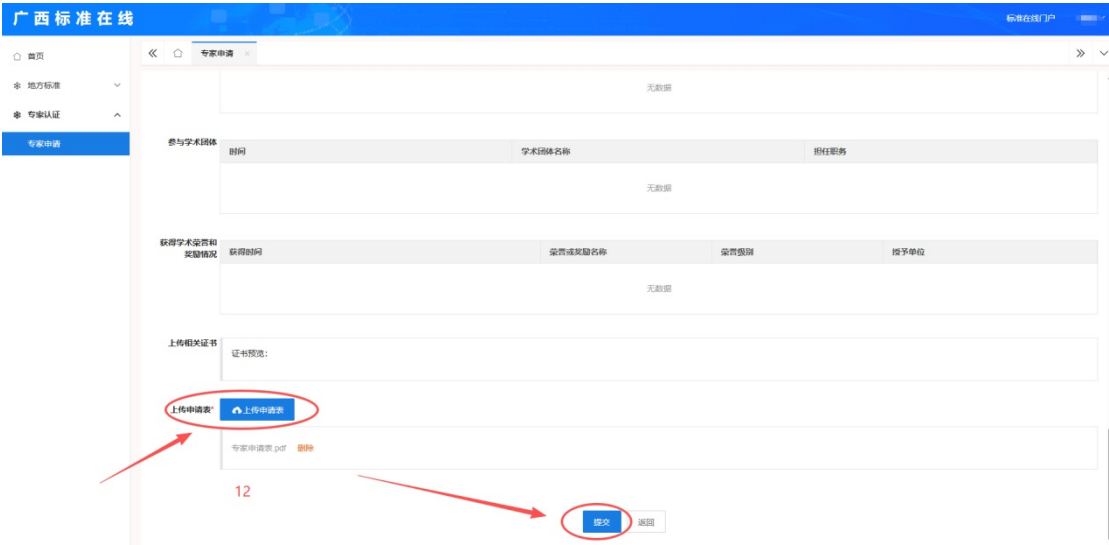 广西标准在线
标准在线门户
首页
专家申请
地方标准
专家认证
专家申请
无数据
参与学术团体
时间 学术团体名称 担任职务
无数据
获得学术荣誉和
奖励情况
获得时间 荣誉或奖励名称 荣誉级别 授予单位
无数据
上传相关证书
证书预览:
上传申请表* 上传申请表
专家申请表.pdf 删除
12
提交 返回